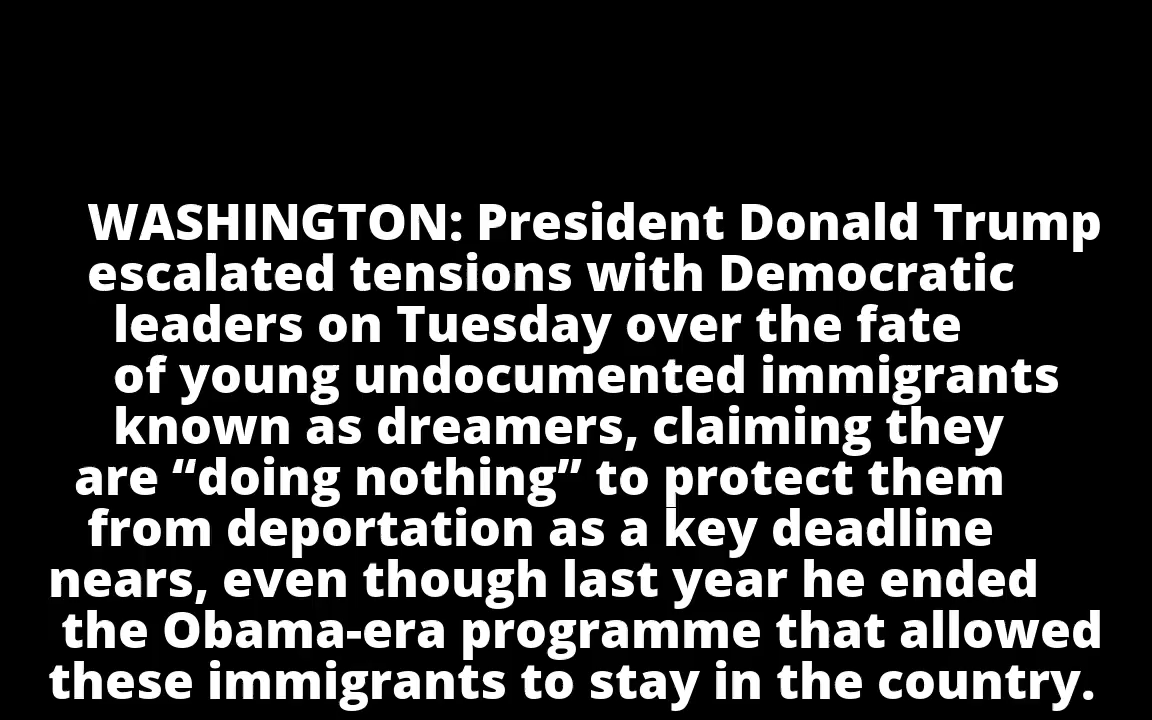 WASHINGTON: President Donald Trump
escalated tensions with Democratic
leaders on Tuesday over the fate
of young undocumented immigrants
known as dreamers, claiming they
are “doing nothing” to protect them
from deportation as a key deadline
nears, even though last year he ended
the Obama-era programme that allowed
these immigrants to stay in the country.